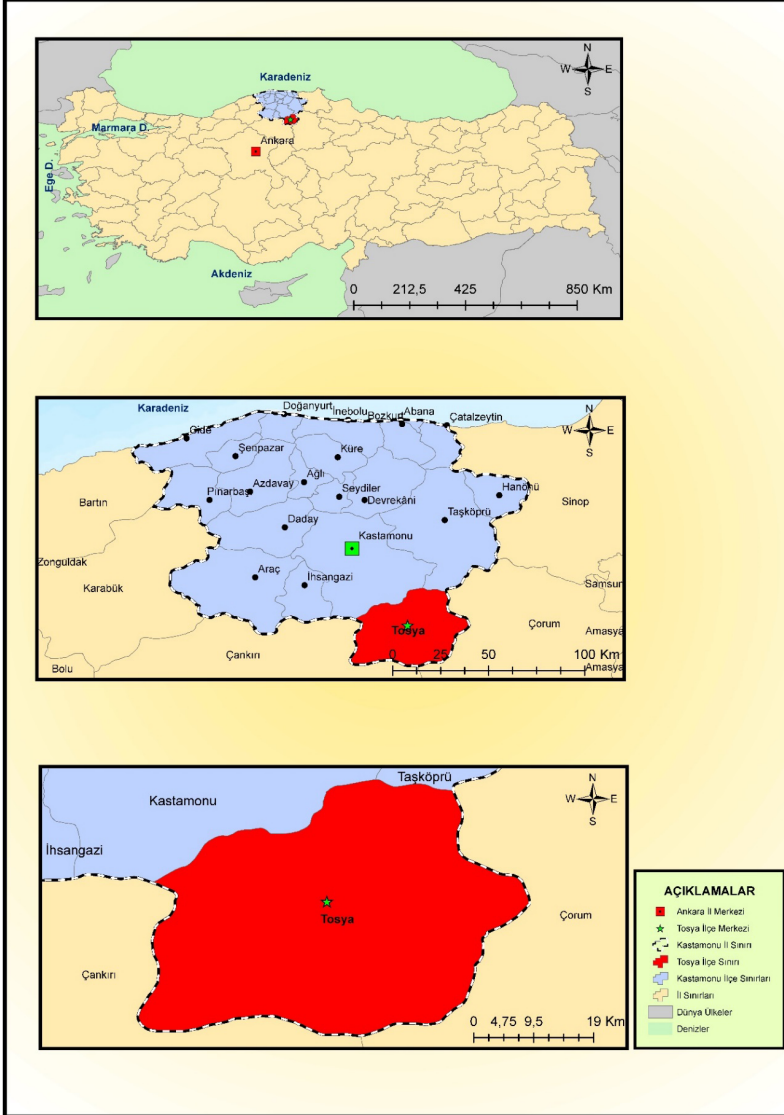 N
W E
S
Karadeniz
Marmara D.
Ankara
Ege D.
Akdeniz
0 212,5 425 850 Km
Karadeniz
Doğanyurt
İnebolu
Bozkurt
Abana
Çatalzeytin
N
W E
S
Cide
Şenpazar
Küre
Azdavay
Ağlı
Pınarbaş
Seydiler
Devrekâni
Hanönü
Bartın
Sinop
Taşköprü
Daday
Kastamonu
Zonguldak
Karabük
Araç
İhsangazi
Samsun
Tosya
Çorum
Amasya
Çankırı
Bolu
0 25 50 100 Km
Amasya
Taşköprü
N
W E
S
Kastamonu
İhsangazi
Tosya
Çorum
Çankırı
0 4,75 9,5 19 Km
AÇIKLAMALAR
Ankara İl Merkezi
Tosya İlçe Merkezi
Kastamonu İl Sınırı
Tosya İlçe Sınırı
Kastamonu İlçe Sınırları
İl Sınırları
Dünya Ülkeler
Denizler